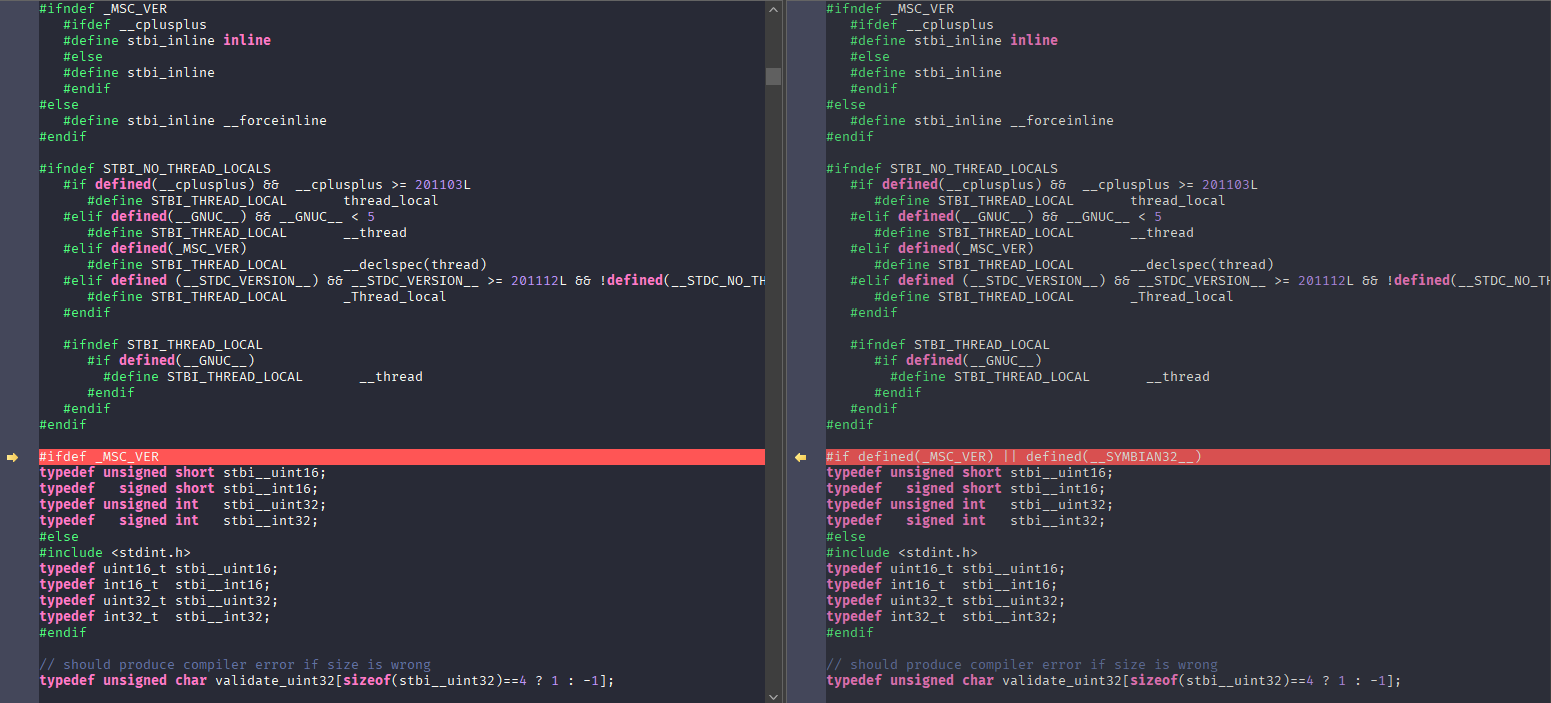 #ifndef _MSC_VER
   #ifdef __cplusplus
   #define stbi_inline inline
   #else
   #define stbi_inline
   #endif
#else
   #define stbi_inline __forceinline
#endif

#ifndef STBI_NO_THREAD_LOCALS
   #if defined(__cplusplus) &&  __cplusplus >= 201103L
      #define STBI_THREAD_LOCAL       thread_local
   #elif defined(__GNUC__) && __GNUC__ < 5
      #define STBI_THREAD_LOCAL       __thread
   #elif defined(_MSC_VER)
      #define STBI_THREAD_LOCAL       __declspec(thread)
   #elif defined (__STDC_VERSION__) && __STDC_VERSION__ >= 201112L && !defined(__STDC_NO_TH
      #define STBI_THREAD_LOCAL       _Thread_local
   #endif

   #ifndef STBI_THREAD_LOCAL
      #if defined(__GNUC__)
        #define STBI_THREAD_LOCAL       __thread
      #endif
   #endif
#endif

#ifdef _MSC_VER
typedef unsigned short stbi__uint16;
typedef   signed short stbi__int16;
typedef unsigned int   stbi__uint32;
typedef   signed int   stbi__int32;
#else
#include <stdint.h>
typedef uint16_t stbi__uint16;
typedef int16_t  stbi__int16;
typedef uint32_t stbi__uint32;
typedef int32_t  stbi__int32;
#endif

// should produce compiler error if size is wrong
typedef unsigned char validate_uint32[sizeof(stbi__uint32)==4 ? 1 : -1];

#ifndef _MSC_VER
   #ifdef __cplusplus
   #define stbi_inline inline
   #else
   #define stbi_inline
   #endif
#else
   #define stbi_inline __forceinline
#endif

#ifndef STBI_NO_THREAD_LOCALS
   #if defined(__cplusplus) &&  __cplusplus >= 201103L
      #define STBI_THREAD_LOCAL       thread_local
   #elif defined(__GNUC__) && __GNUC__ < 5
      #define STBI_THREAD_LOCAL       __thread
   #elif defined(_MSC_VER)
      #define STBI_THREAD_LOCAL       __declspec(thread)
   #elif defined (__STDC_VERSION__) && __STDC_VERSION__ >= 201112L && !defined(__STDC_NO_TH
      #define STBI_THREAD_LOCAL       _Thread_local
   #endif

   #ifndef STBI_THREAD_LOCAL
      #if defined(__GNUC__)
        #define STBI_THREAD_LOCAL       __thread
      #endif
   #endif
#endif

#if defined(_MSC_VER) || defined(__SYMBIAN32__)
typedef unsigned short stbi__uint16;
typedef   signed short stbi__int16;
typedef unsigned int   stbi__uint32;
typedef   signed int   stbi__int32;
#else
#include <stdint.h>
typedef uint16_t stbi__uint16;
typedef int16_t  stbi__int16;
typedef uint32_t stbi__uint32;
typedef int32_t  stbi__int32;
#endif

// should produce compiler error if size is wrong
typedef unsigned char validate_uint32[sizeof(stbi__uint32)==4 ? 1 : -1];